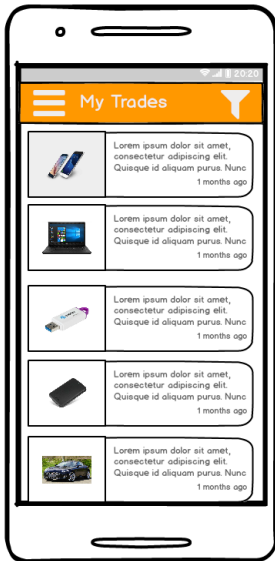 20:20
My Trades
Lorem ipsum dolor sit amet,
consectetur adipiscing elit.
Quisque id aliquam purus. Nunc
1 months ago
Lorem ipsum dolor sit amet,
consectetur adipiscing elit.
Quisque id aliquam purus. Nunc
1 months ago
Lorem ipsum dolor sit amet,
consectetur adipiscing elit.
Quisque id aliquam purus. Nunc
1 months ago
Lorem ipsum dolor sit amet,
consectetur adipiscing elit.
Quisque id aliquam purus. Nunc
1 months ago
Lorem ipsum dolor sit amet,
consectetur adipiscing elit.
Quisque id aliquam purus. Nunc
1 months ago